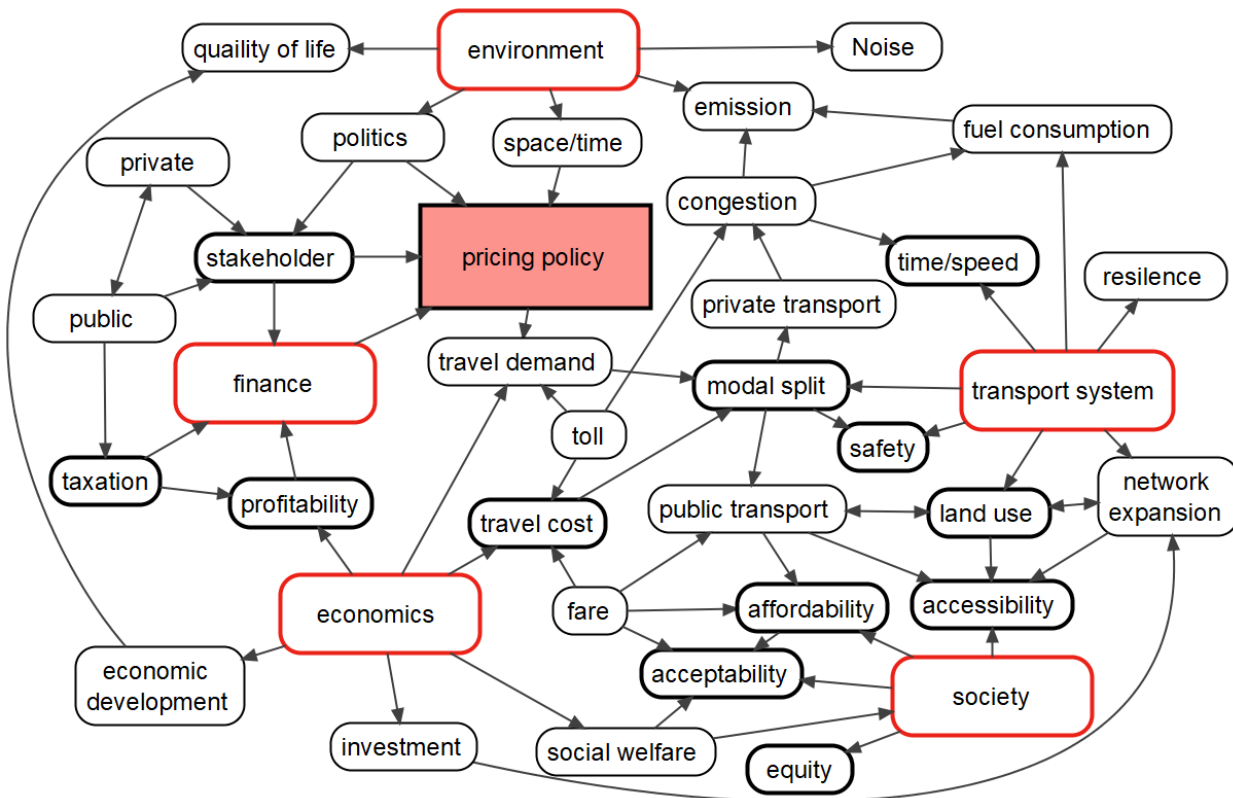 quaility of life
environment
Noise
emission
fuel consumption
politics
space/time
private
congestion
stakeholder
pricing policy
time/speed
resilence
public
private transport
travel demand
finance
modal split
transport system
toll
safety
taxation
profitability
travel cost
public transport
land use
network
expansion
economics
fare
affordability
accessibility
economic
development
acceptability
society
investment
social welfare
equity